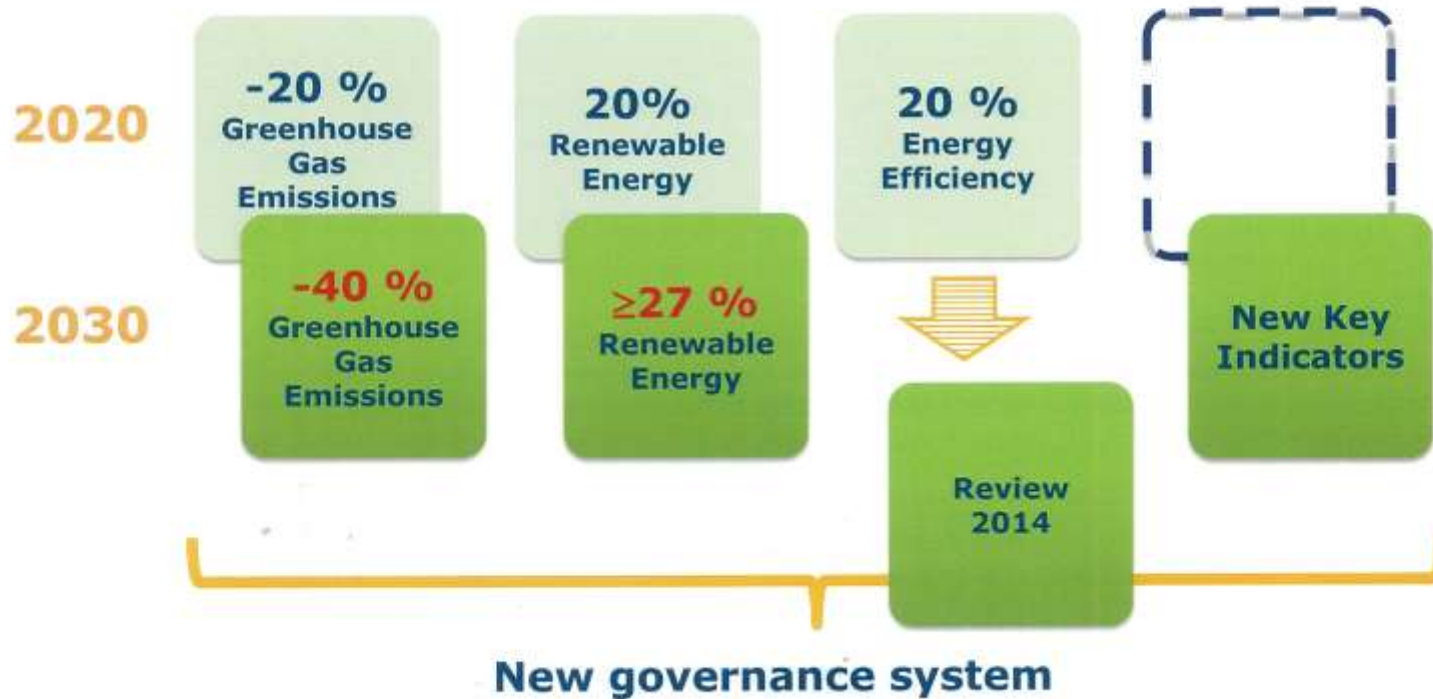 2020
-20 %
Greenhouse
Gas
Emissions
20%
Renewable
Energy
20 %
Energy
Efficiency
2030
-40 %
Greenhouse
Gas
Emissions
≥27 %
Renewable
Energy
New Key
Indicators
Review
2014
New governance system